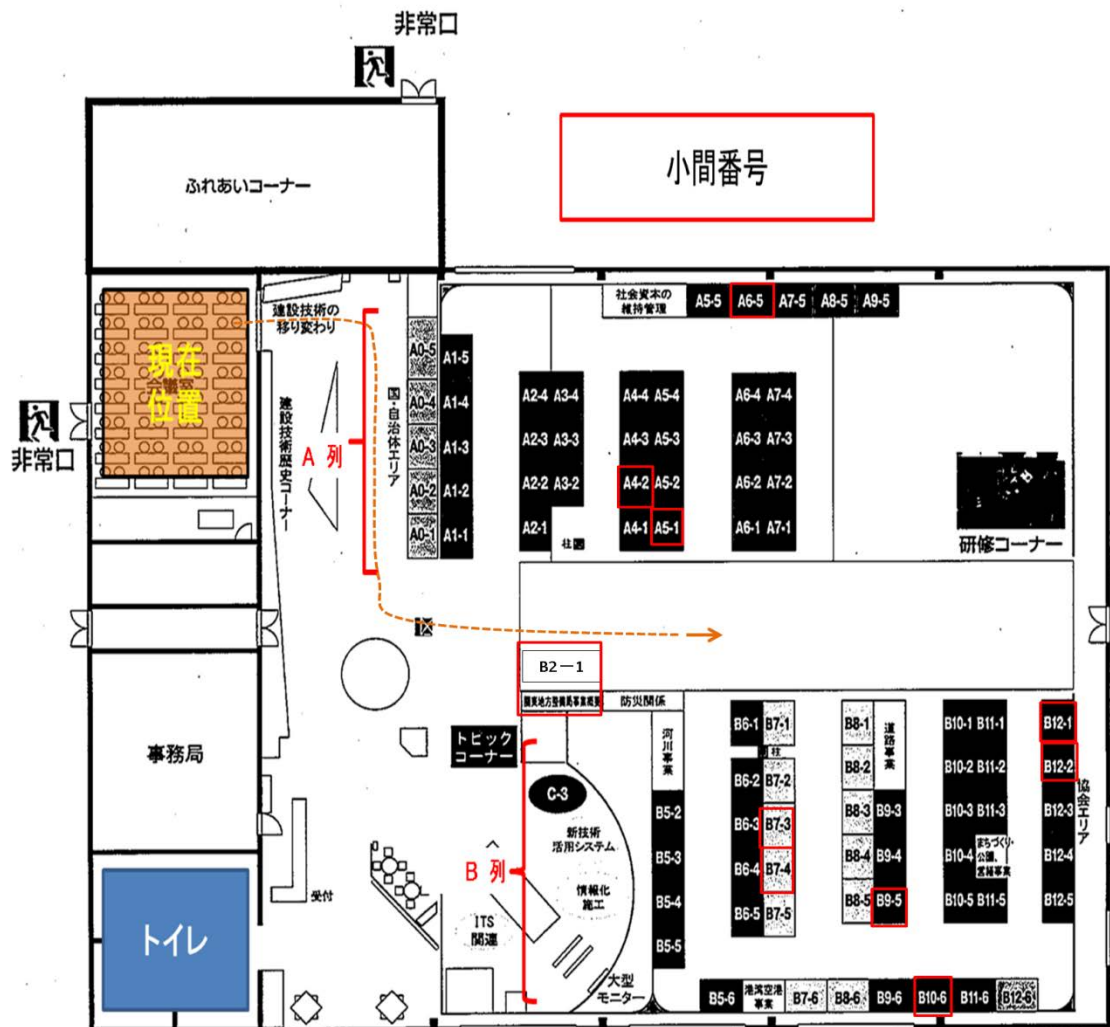 非常口
小間番号
ふれあいコーナー
建設技術の
移り変わり
現在
位置
会議室
非常口
建設技術歴史コーナー
A 列
国・自治体エリア
A0-5
A0-4
A0-3
A0-2
A0-1
A1-5
A1-4
A1-3
A1-2
A1-1
社会資本の
維持管理
A5-5 A6-5 A7-5 A8-5 A9-5
A2-4 A3-4
A2-3 A3-3
A2-2 A3-2
A2-1
柱
A4-4 A5-4
A4-3 A5-3
A4-2 A5-2
A4-1 A5-1
A6-4 A7-4
A6-3 A7-3
A6-2 A7-2
A6-1 A7-1
研修コーナー
B2－1
関東地方整備局事業概要
防災関係
事務局
トピック
コーナー
C-3
新技術
活用システム
B 列
情報化
施工
ITS
関連
大型
モニター
受付
トイレ
河川事業
B5-2
B5-3
B5-4
B5-5
B6-1 B7-1
柱
B6-2 B7-2
B6-3 B7-3
B6-4 B7-4
B6-5 B7-5
B8-1
B8-2
道路事業
B8-3 B9-3
B8-4 B9-4
B8-5 B9-5
B10-1 B11-1
B10-2 B11-2
B10-3 B11-3
B10-4
まちづくり・
公園、
営繕事業
B10-5 B11-5
B12-1
B12-2
B12-3
B12-4
B12-5
協会エリア
B5-6
港湾空港
事業
B7-6 B8-6 B9-6 B10-6 B11-6 B12-6